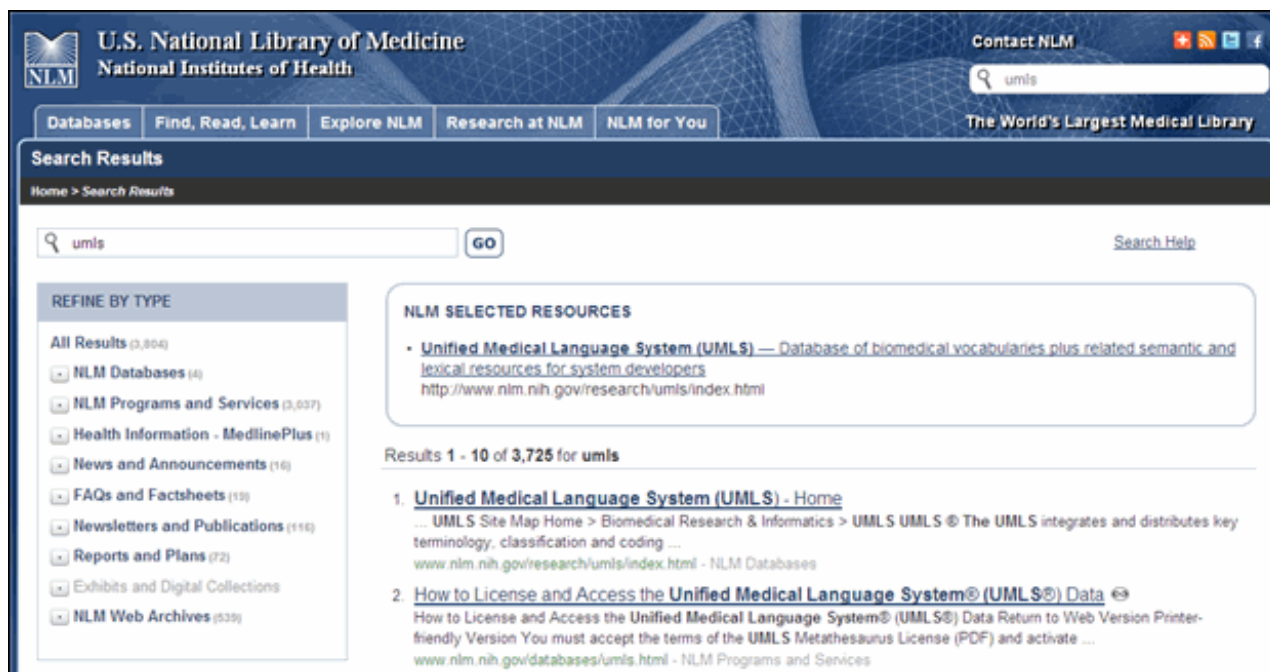 U.S. National Library of Medicine
National Institutes of Health
NLM
Contact NLM
umls
Databases
Find, Read, Learn
Explore NLM
Research at NLM
NLM for You
The World's Largest Medical Library
Search Results
Home > Search Results
umls
GO
Search Help
REFINE BY TYPE
All Results (3,804)
NLM Databases (4)
NLM Programs and Services (3,037)
Health Information - MedlinePlus (1)
News and Announcements (16)
FAQs and Factsheets (19)
Newsletters and Publications (116)
Reports and Plans (72)
Exhibits and Digital Collections
NLM Web Archives (539)
NLM SELECTED RESOURCES
Unified Medical Language System (UMLS) — Database of biomedical vocabularies plus related semantic and
lexical resources for system developers
http://www.nlm.nih.gov/research/umls/index.html
Results 1 - 10 of 3,725 for umls
1. Unified Medical Language System (UMLS) - Home
... UMLS Site Map Home > Biomedical Research & Informatics > UMLS UMLS ® The UMLS integrates and distributes key
terminology, classification and coding ...
www.nlm.nih.gov/research/umls/index.html - NLM Databases
2. How to License and Access the Unified Medical Language System® (UMLS®) Data
How to License and Access the Unified Medical Language System® (UMLS®) Data Return to Web Version Printer-
friendly Version You must accept the terms of the UMLS Metathesaurus License (PDF) and activate ...
www.nlm.nih.gov/databases/umls.html - NLM Programs and Services